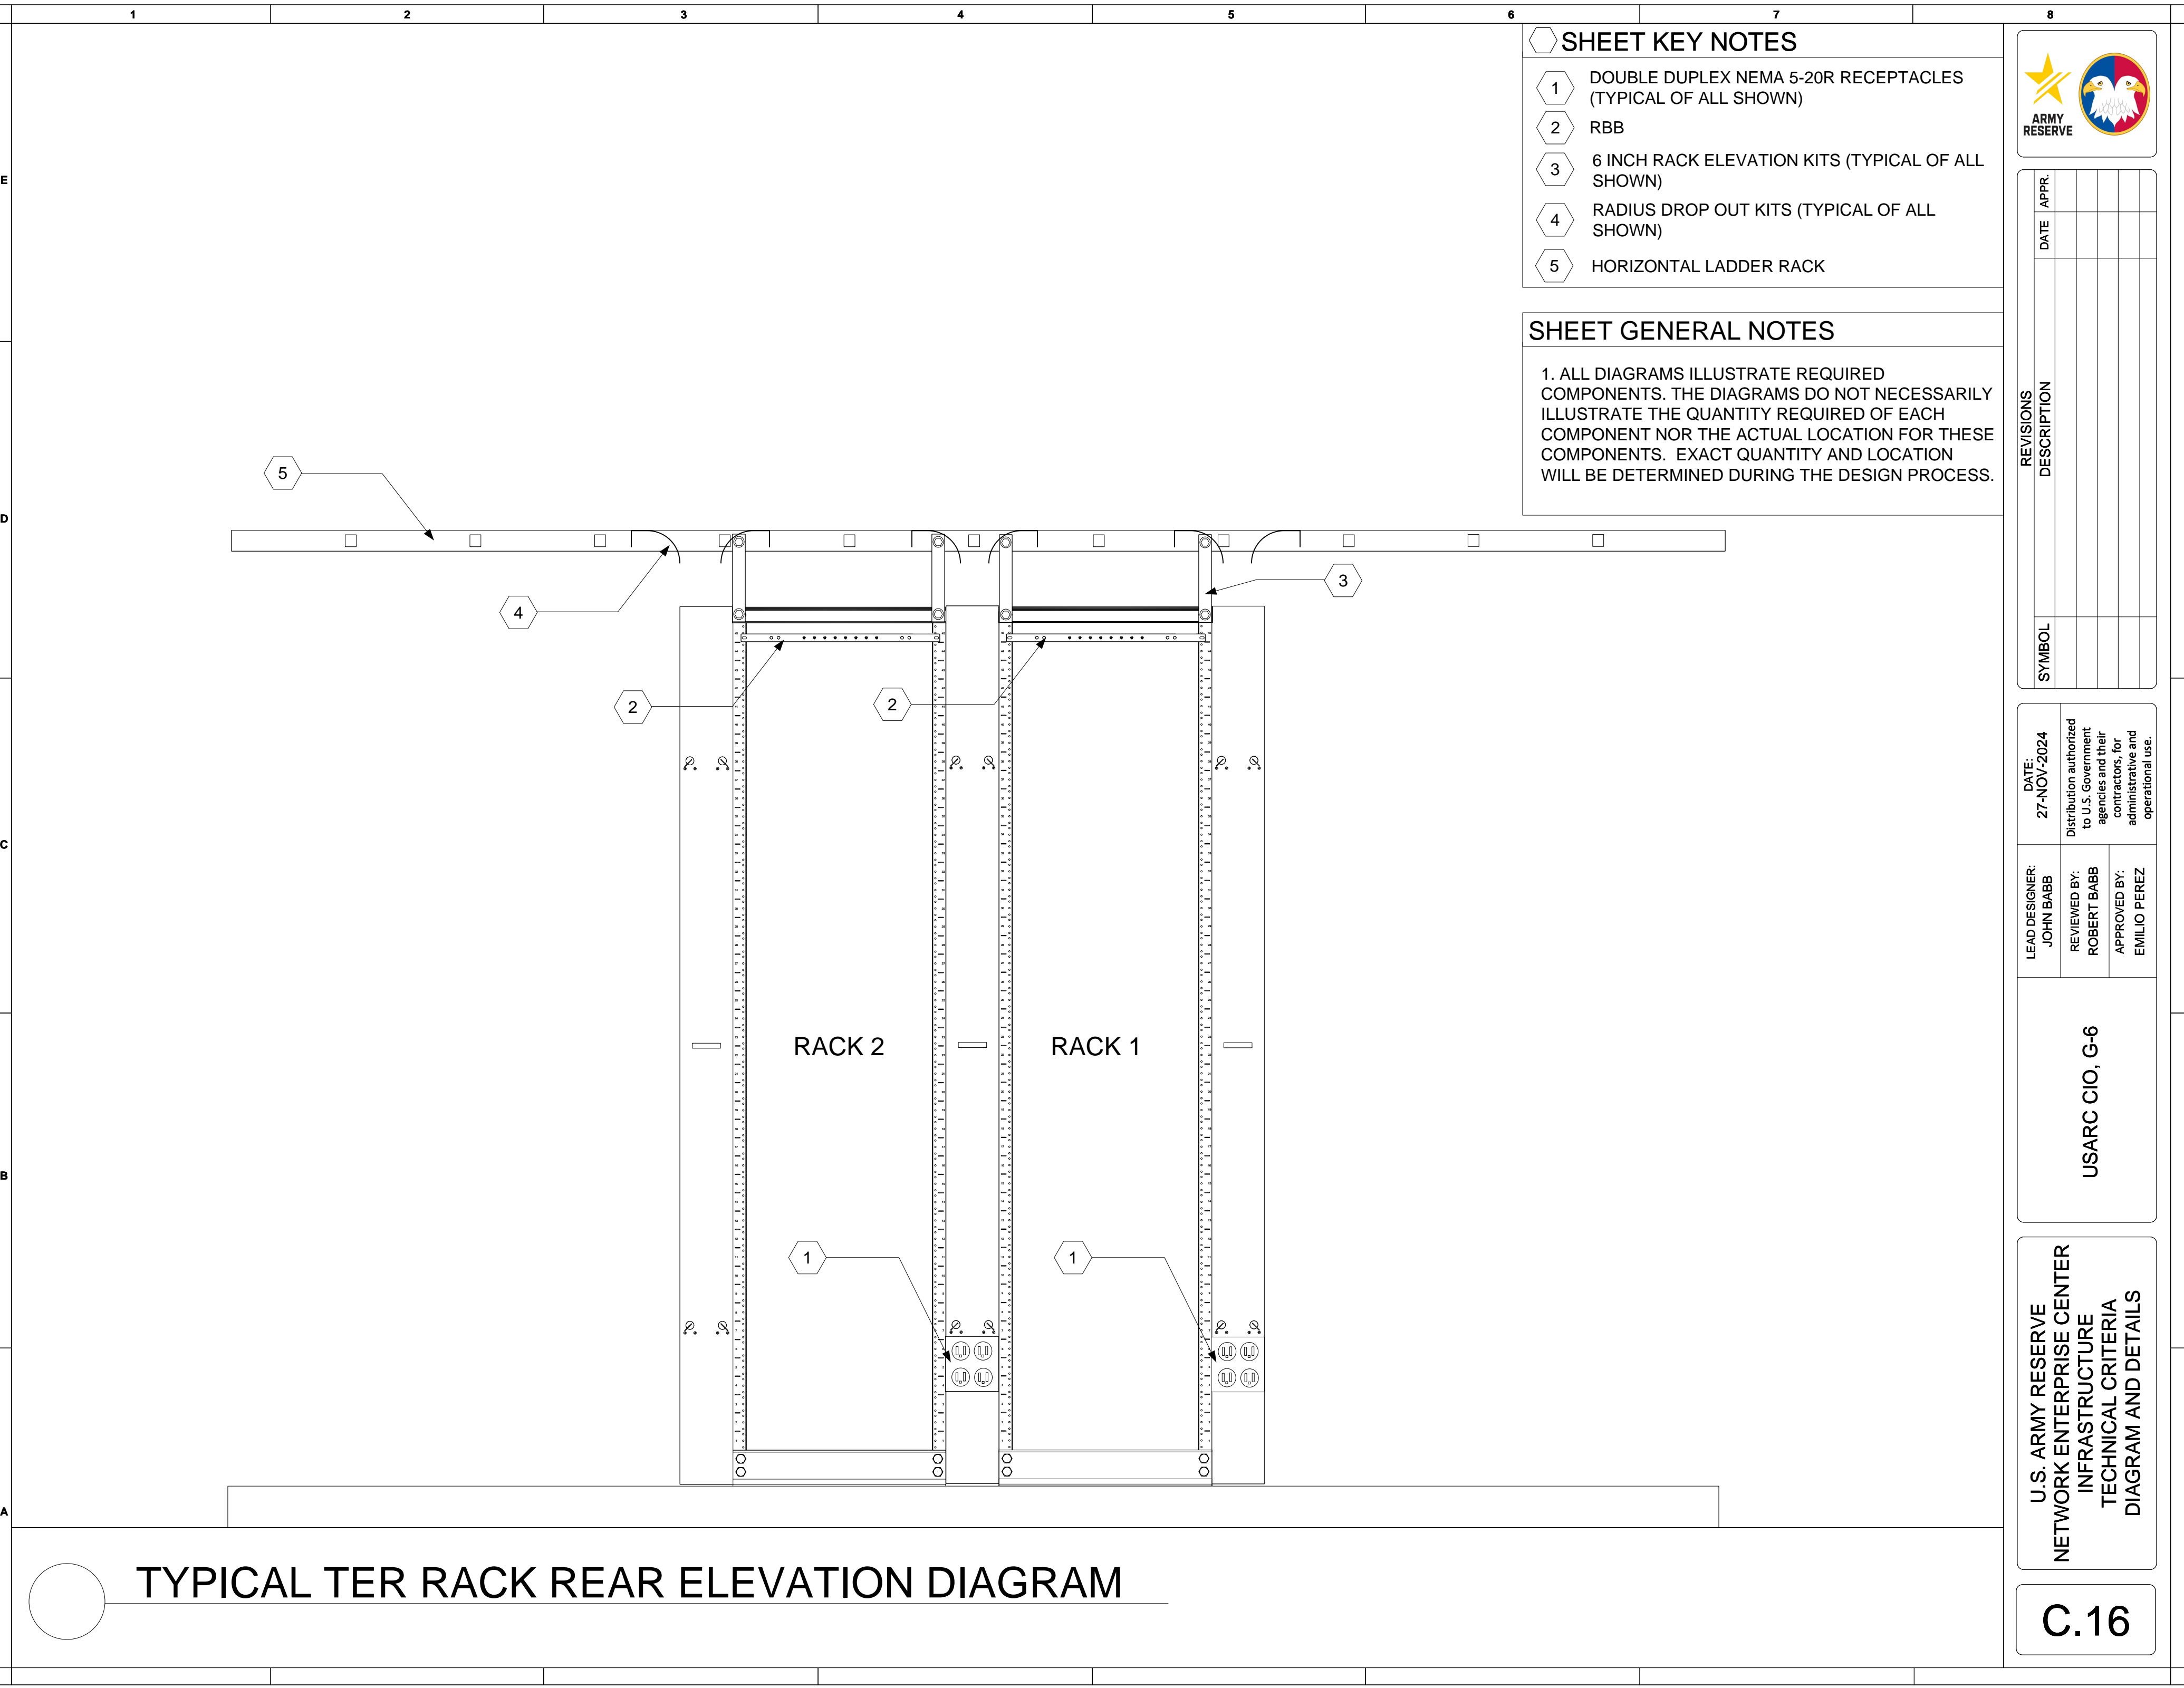 1 2 3 4 5 6 7 8
SHEET KEY NOTES
1 DOUBLE DUPLEX NEMA 5-20R RECEPTACLES
(TYPICAL OF ALL SHOWN)
2 RBB
3 6 INCH RACK ELEVATION KITS (TYPICAL OF ALL
SHOWN)
4 RADIUS DROP OUT KITS (TYPICAL OF ALL
SHOWN)
5 HORIZONTAL LADDER RACK
SHEET GENERAL NOTES
1. ALL DIAGRAMS ILLUSTRATE REQUIRED
COMPONENTS. THE DIAGRAMS DO NOT NECESSARILY
ILLUSTRATE THE QUANTITY REQUIRED OF EACH
COMPONENT NOR THE ACTUAL LOCATION FOR THESE
COMPONENTS. EXACT QUANTITY AND LOCATION
WILL BE DETERMINED DURING THE DESIGN PROCESS.
E
D
C
B
A
5
4
3
2
2
RACK 2
RACK 1
1
1
TYPICAL TER RACK REAR ELEVATION DIAGRAM
ARMY
RESERVE
REVISIONS
SYMBOL DESCRIPTION DATE APPR.
DATE:
27-NOV-2024
Distribution authorized
to U.S. Government
agencies and their
contractors, for
administrative and
operational use.
LEAD DESIGNER:
JOHN BABB
REVIEWED BY:
ROBERT BABB
APPROVED BY:
EMILIO PEREZ
USARC CIO, G-6
U.S. ARMY RESERVE
NETWORK ENTERPRISE CENTER
INFRASTRUCTURE
TECHNICAL CRITERIA
DIAGRAM AND DETAILS
C.16